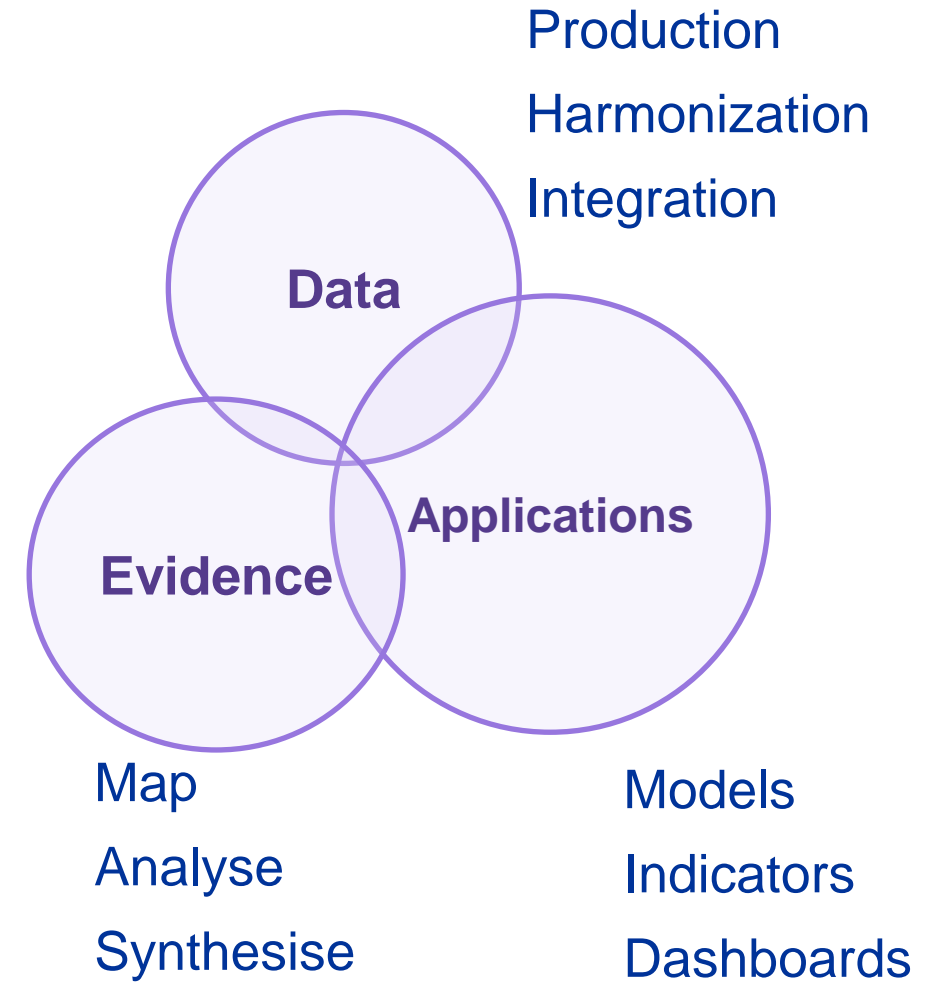 Production
Harmonization
Integration
Data
Applications
Evidence
Map
Analyse
Synthesise
Models
Indicators
Dashboards